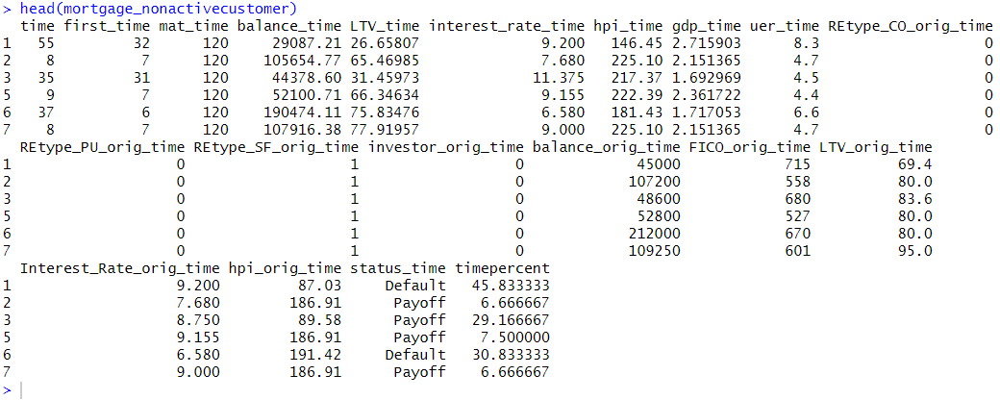 > head(mortgage_nonactivecustomer)
  time first_time mat_time balance_time LTV_time interest_rate_time hpi_time gdp_time uer_time REtype_CO_orig_time
1   55         32      120     29087.21 26.65807              9.200   146.45 2.715903      8.3                   0
2    8          7      120    105654.77 65.46985              7.680   225.10 2.151365      4.7                   0
3   35         31      120     44378.60 31.45973             11.375   217.37 1.692969      4.5                   0
5    9          7      120     52100.71 66.34634              9.155   222.39 2.361722      4.4                   0
6   37          6      120    190474.11 75.83476              6.580   181.43 1.717053      6.6                   0
7    8          7      120    107916.38 77.91957              9.000   225.10 2.151365      4.7                   0
  REtype_PU_orig_time REtype_SF_orig_time investor_orig_time balance_orig_time FICO_orig_time LTV_orig_time
1                   0                   1                  0             45000            715          69.4
2                   0                   1                  0            107200            558          80.0
3                   0                   1                  0             48600            680          83.6
5                   0                   1                  0             52800            527          80.0
6                   0                   1                  0            212000            670          80.0
7                   0                   1                  0            109250            601          95.0
  Interest_Rate_orig_time hpi_orig_time status_time timepercent
1                   9.200         87.03     Default   45.833333
2                   7.680        186.91      Payoff    6.666667
3                   8.750         89.58      Payoff   29.166667
5                   9.155        186.91      Payoff    7.500000
6                   6.580        191.42     Default   30.833333
7                   9.000        186.91      Payoff    6.666667
>